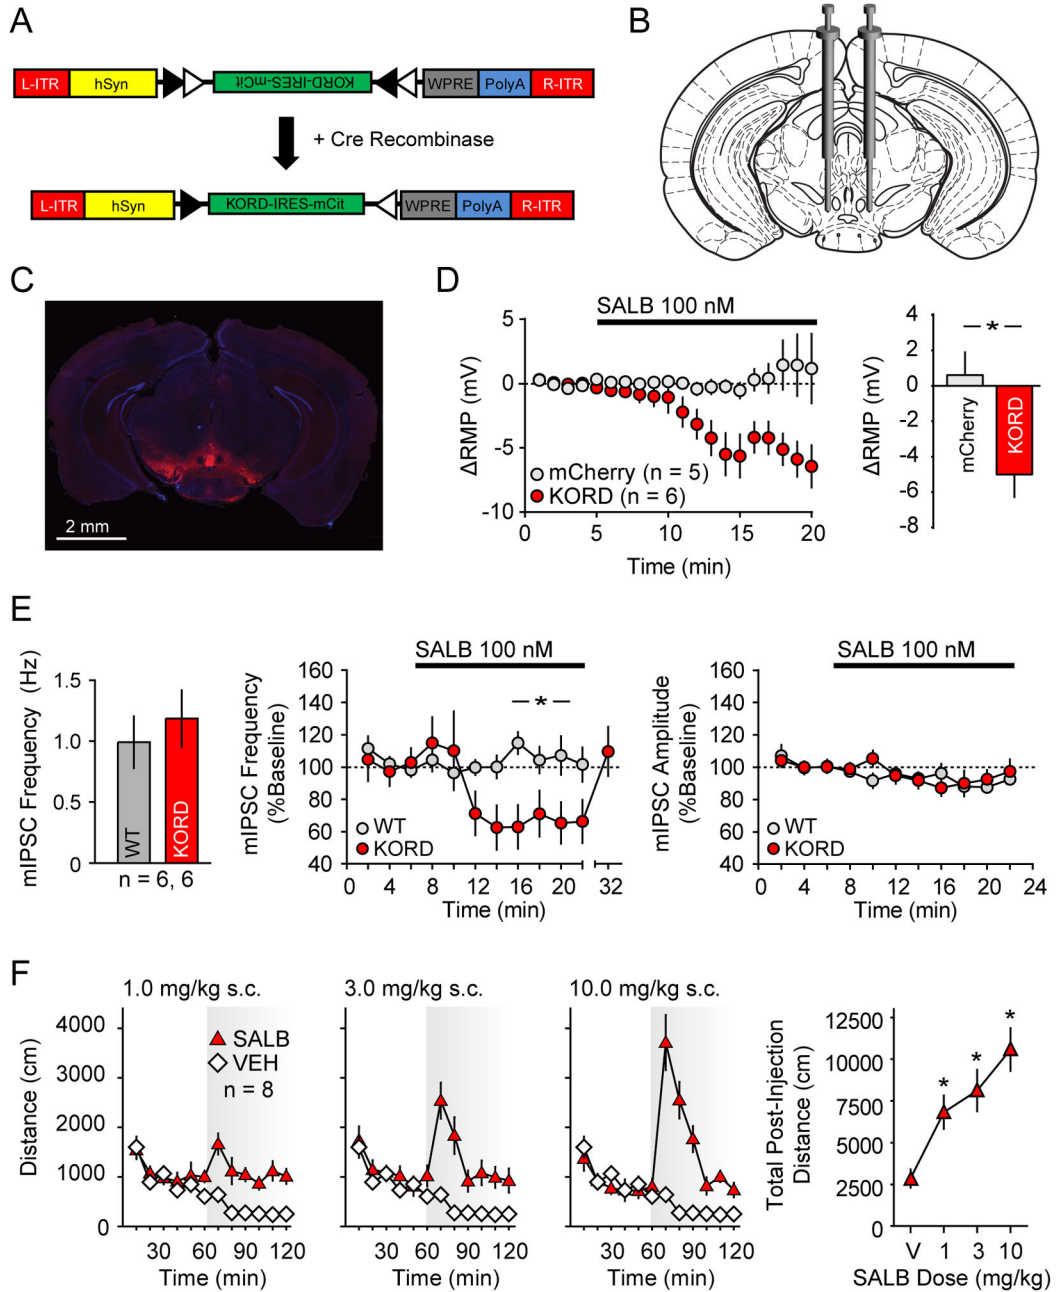 A
L-ITR hSyn KORD-IRES-mCit WPRE PolyA R-ITR
+ Cre Recombinase
L-ITR hSyn KORD-IRES-mCit WPRE PolyA R-ITR
B
C
2 mm
D
SALB 100 nM
5
0
-5
-10
ΔRMP (mV)
mCherry (n = 5)
KORD (n = 6)
0 5 10 15 20
Time (min)
4
2
0
-2
-4
-6
-8
ΔRMP (mV)
*
mCherry
KORD
E
mIPSC Frequency (Hz)
1.5
1.0
0.5
0
WT
KORD
n = 6, 6
SALB 100 nM
mIPSC Frequency
(%Baseline)
160
140
120
100
80
60
40
*
WT
KORD
0 4 8 12 16 20 32
Time (min)
SALB 100 nM
mIPSC Amplitude
(%Baseline)
160
140
120
100
80
60
40
WT
KORD
0 4 8 12 16 20 24
Time (min)
F
1.0 mg/kg s.c.
Distance (cm)
4000
3000
2000
1000
0
SALB
VEH
n = 8
30 60 90 120
Time (min)
3.0 mg/kg s.c.
30 60 90 120
Time (min)
10.0 mg/kg s.c.
30 60 90 120
Time (min)
Total Post-Injection
Distance (cm)
12500
10000
7500
5000
2500
0
* * *
V 1 3 10
SALB Dose (mg/kg)